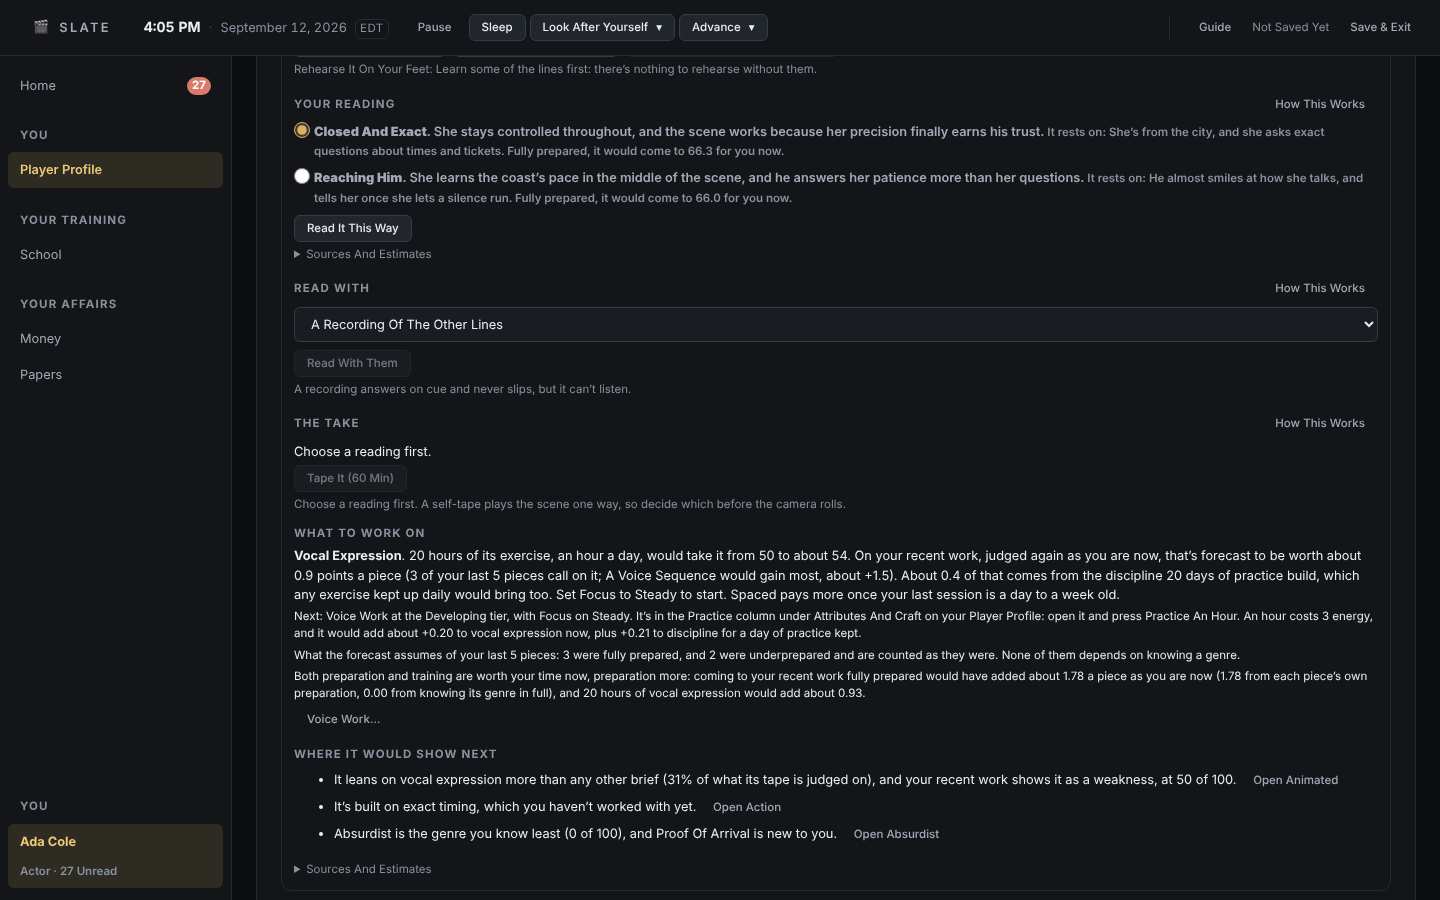 SLATE
4:05 PM · September 12, 2026 EDT
Pause
Sleep
Look After Yourself ▾
Advance ▾
Guide
Not Saved Yet
Save & Exit
Home
27
YOU
Player Profile
YOUR TRAINING
School
YOUR AFFAIRS
Money
Papers
YOU
Ada Cole
Actor · 27 Unread
Rehearse It On Your Feet: Learn some of the lines first: there's nothing to rehearse without them.
YOUR READING
How This Works
Closed And Exact. She stays controlled throughout, and the scene works because her precision finally earns his trust. It rests on: She's from the city, and she asks exact
questions about times and tickets. Fully prepared, it would come to 66.3 for you now.
Reaching Him. She learns the coast's pace in the middle of the scene, and he answers her patience more than her questions. It rests on: He almost smiles at how she talks, and
tells her once she lets a silence run. Fully prepared, it would come to 66.0 for you now.
Read It This Way
▶ Sources And Estimates
READ WITH
How This Works
A Recording Of The Other Lines
Read With Them
A recording answers on cue and never slips, but it can't listen.
THE TAKE
How This Works
Choose a reading first.
Tape It (60 Min)
Choose a reading first. A self-tape plays the scene one way, so decide which before the camera rolls.
WHAT TO WORK ON
Vocal Expression. 20 hours of its exercise, an hour a day, would take it from 50 to about 54. On your recent work, judged again as you are now, that's forecast to be worth about
0.9 points a piece (3 of your last 5 pieces call on it; A Voice Sequence would gain most, about +1.5). About 0.4 of that comes from the discipline 20 days of practice build, which
any exercise kept up daily would bring too. Set Focus to Steady to start. Spaced pays more once your last session is a day to a week old.
Next: Voice Work at the Developing tier, with Focus on Steady. It's in the Practice column under Attributes And Craft on your Player Profile: open it and press Practice An Hour. An hour costs 3 energy,
and it would add about +0.20 to vocal expression now, plus +0.21 to discipline for a day of practice kept.
What the forecast assumes of your last 5 pieces: 3 were fully prepared, and 2 were underprepared and are counted as they were. None of them depends on knowing a genre.
Both preparation and training are worth your time now, preparation more: coming to your recent work fully prepared would have added about 1.78 a piece as you are now (1.78 from each piece's own
preparation, 0.00 from knowing its genre in full), and 20 hours of vocal expression would add about 0.93.
Voice Work...
WHERE IT WOULD SHOW NEXT
• It leans on vocal expression more than any other brief (31% of what its tape is judged on), and your recent work shows it as a weakness, at 50 of 100. Open Animated
• It's built on exact timing, which you haven't worked with yet. Open Action
• Absurdist is the genre you know least (0 of 100), and Proof Of Arrival is new to you. Open Absurdist
▶ Sources And Estimates